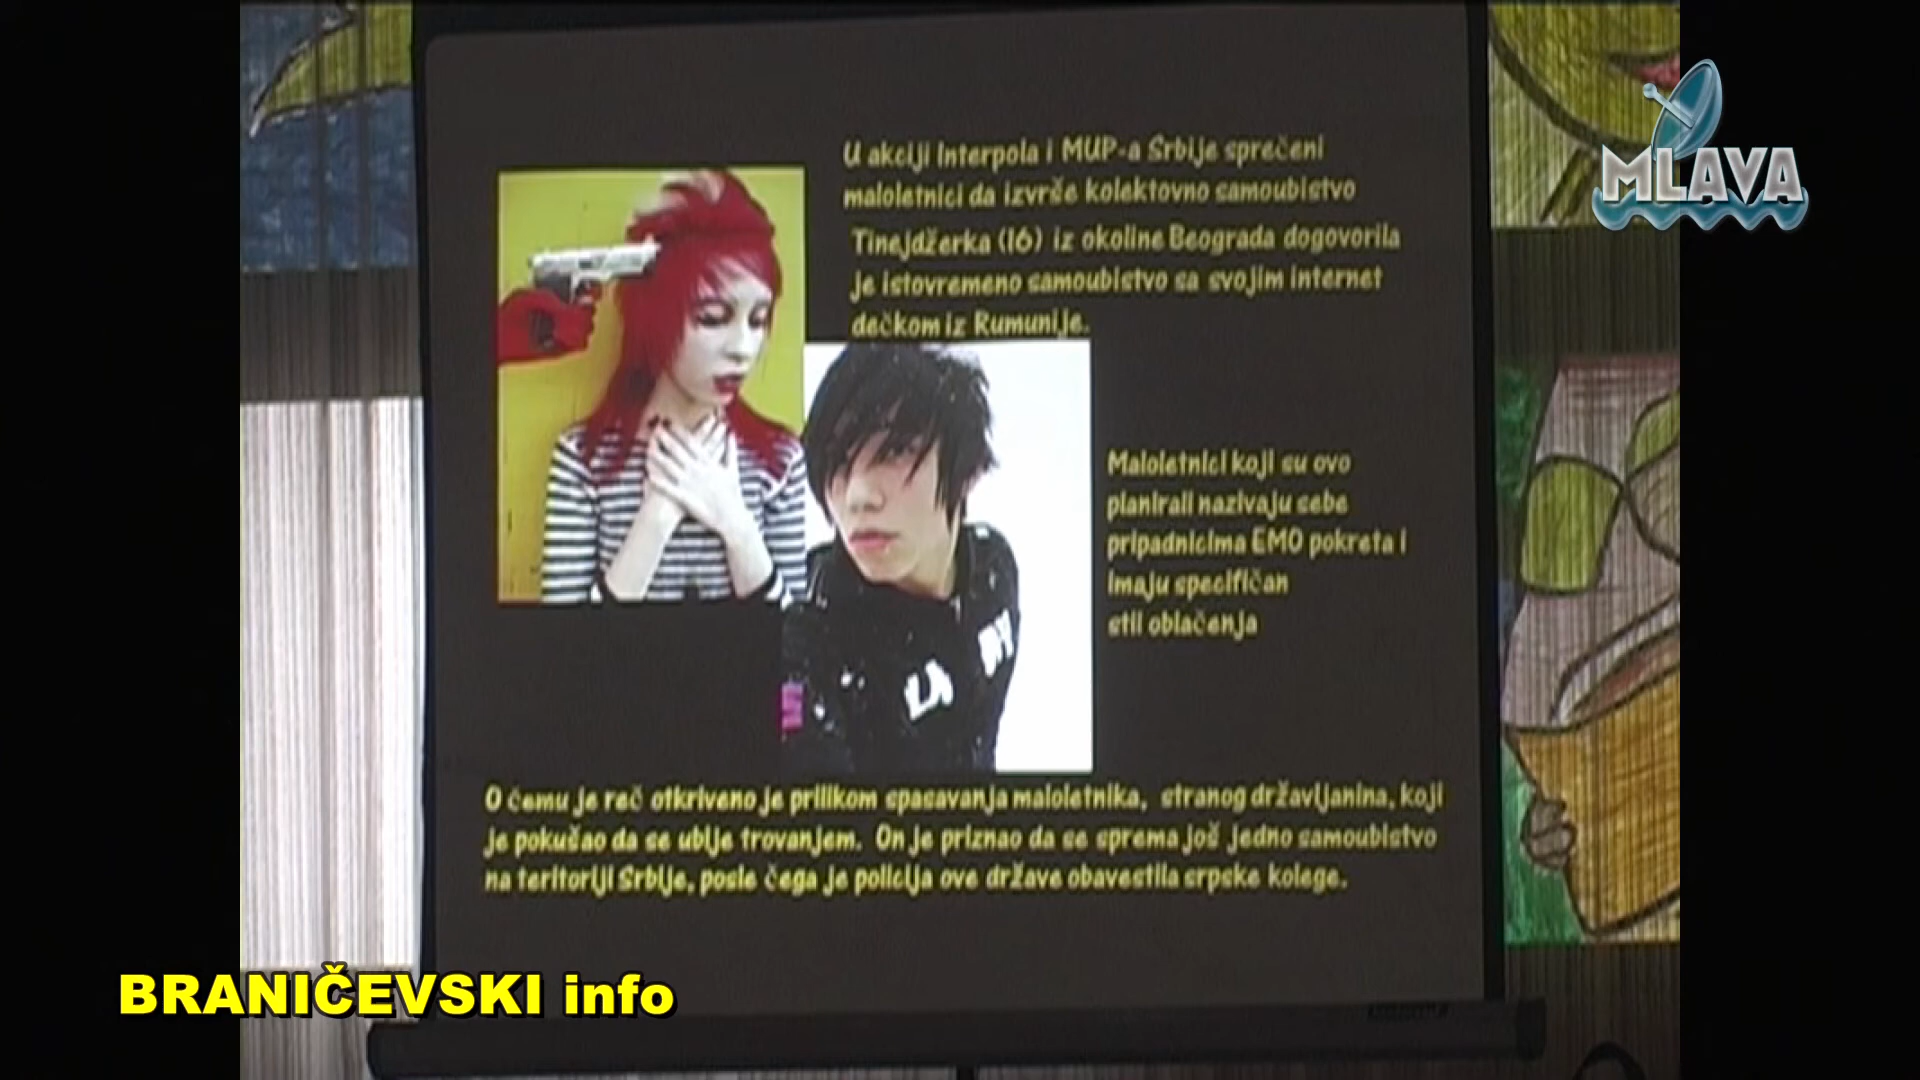 MLAVA
U akciji Interpola i MUP-a Srbije sprečeni
maloletnici da izvrše kolektovno samoubistvo
Tinejdžerka (16) iz okoline Beograda dogovorila
je istovremeno samoubistvo sa svojim internet
dečkom iz Rumunije.
Maloletnici koji su ovo
planirali nazivaju sebe
pripadnicima EMO pokreta i
imaju specifičan
stil oblačenja
LA
O ćemu je reč otkriveno je prilikom spasavanja maloletnika, stranog državljanina, koji
je pokušao da se ubije trovanjem. On je priznao da se sprema još jedno samoubistvo
na teritoriji Srbije, posle čega je policija ove države obavestila srpske kolege.
BRANIČEVSKI info